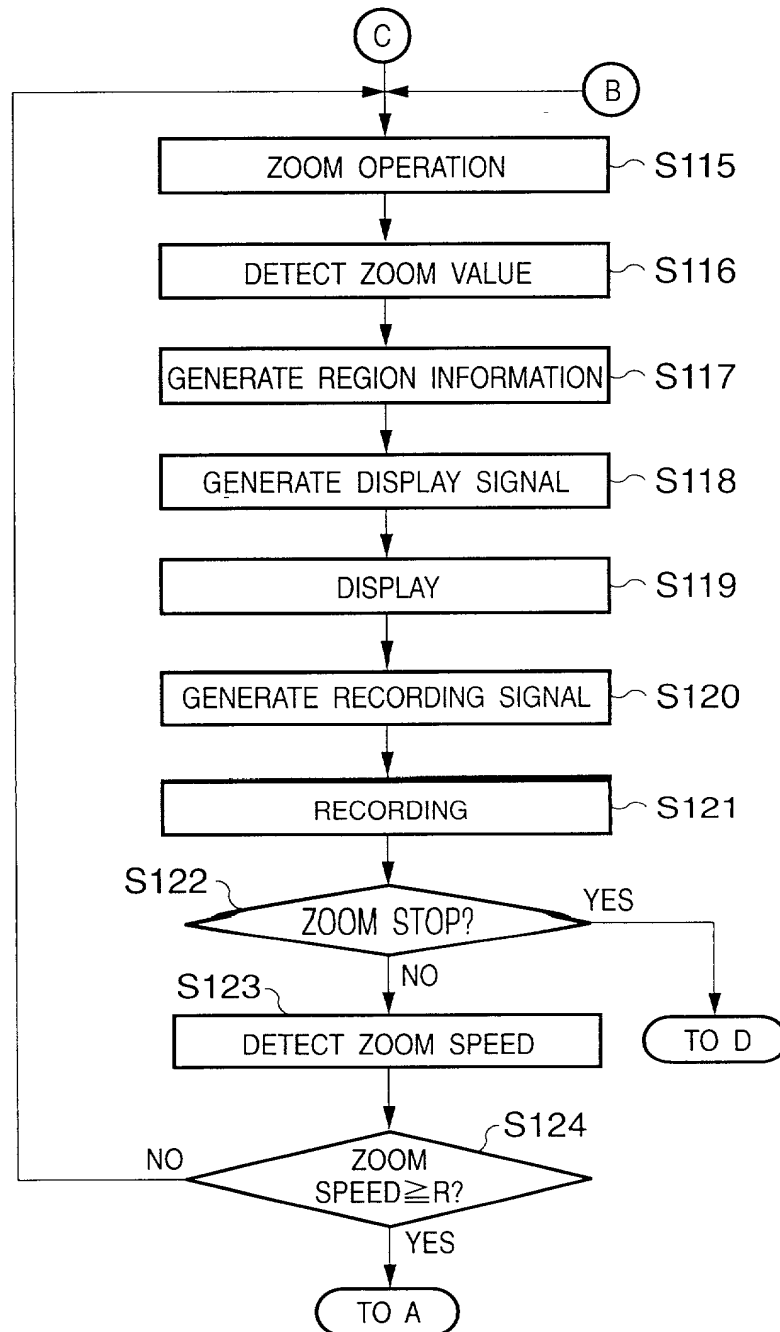 C
B
ZOOM OPERATION
S115
DETECT ZOOM VALUE
S116
GENERATE REGION INFORMATION
S117
GENERATE DISPLAY SIGNAL
S118
DISPLAY
S119
GENERATE RECORDING SIGNAL
S120
RECORDING
S121
S122
ZOOM STOP?
YES
NO
S123
DETECT ZOOM SPEED
TO D
S124
NO
ZOOM
SPEED≧R?
YES
TO A